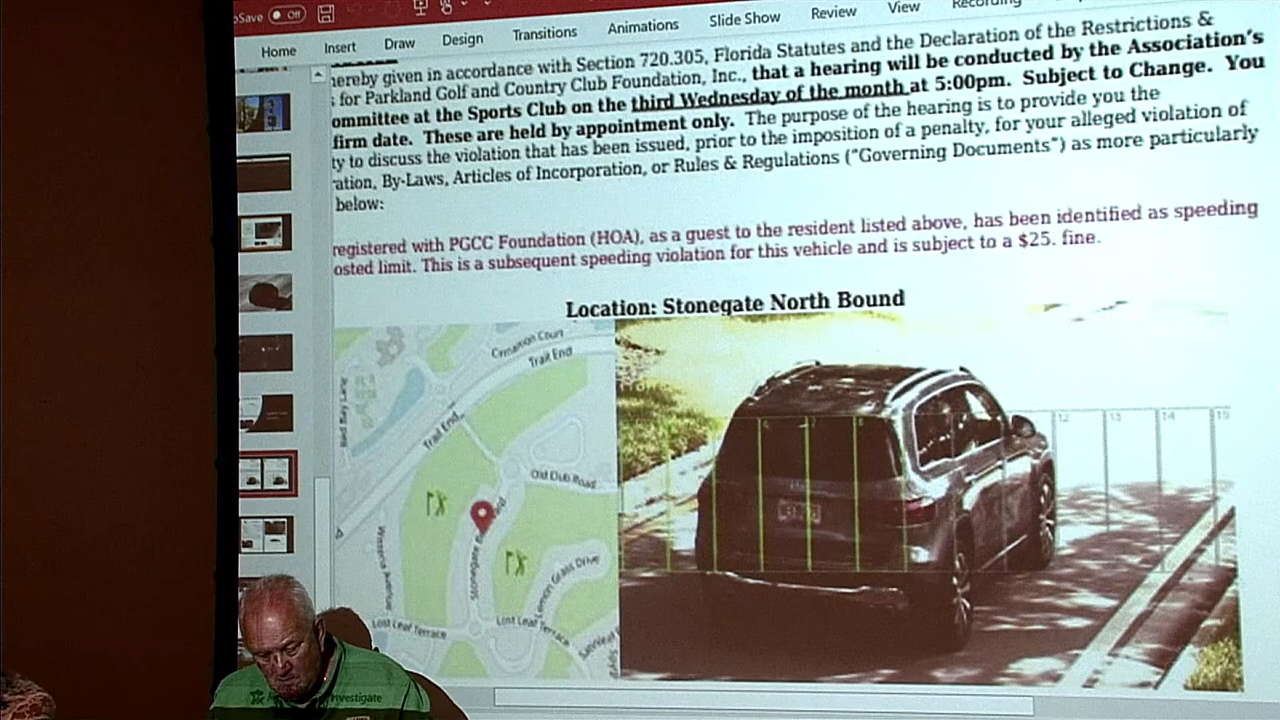 Save Off
Home Insert Draw Design Transitions Animations Slide Show Review View Recording
ereby given in accordance with Section 720.305, Florida Statutes and the Declaration of the Restrictions &
for Parkland Golf and Country Club Foundation, Inc., that a hearing will be conducted by the Association's
ommittee at the Sports Club on the third Wednesday of the month at 5:00pm. Subject to Change. You
firm date. These are held by appointment only. The purpose of the hearing is to provide you the
ty to discuss the violation that has been issued, prior to the imposition of a penalty, for your alleged violation of
ation, By-Laws, Articles of Incorporation, or Rules & Regulations ("Governing Documents") as more particularly
below:
registered with PGCC Foundation (HOA), as a guest to the resident listed above, has been identified as speeding
osted limit. This is a subsequent speeding violation for this vehicle and is subject to a $25. fine.
Location: Stonegate North Bound
Cinnamon Court
Trail End
Trail End
Old Club Road
Stonegate
Lemon Grass Drive
Lost Leaf Terrace
Lost Leaf Terrace
12 13 14 15
nvestigate